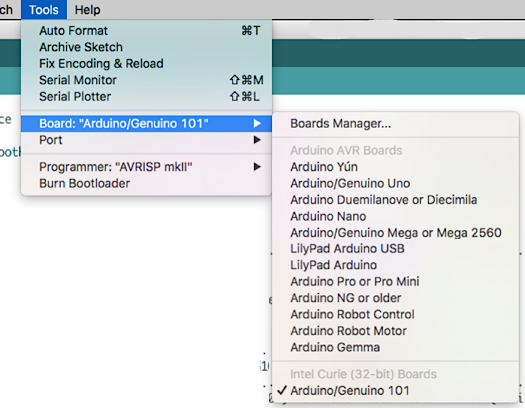 ch Tools Help
Auto Format ⌘T
Archive Sketch
Fix Encoding & Reload
Serial Monitor ⇧⌘M
Serial Plotter ⇧⌘L
Board: "Arduino/Genuino 101"
Port
Programmer: "AVRISP mkII"
Burn Bootloader
Boards Manager...
Arduino AVR Boards
Arduino Yún
Arduino/Genuino Uno
Arduino Duemilanove or Diecimila
Arduino Nano
Arduino/Genuino Mega or Mega 2560
LilyPad Arduino USB
LilyPad Arduino
Arduino Pro or Pro Mini
Arduino NG or older
Arduino Robot Control
Arduino Robot Motor
Arduino Gemma
Intel Curie (32-bit) Boards
✓ Arduino/Genuino 101